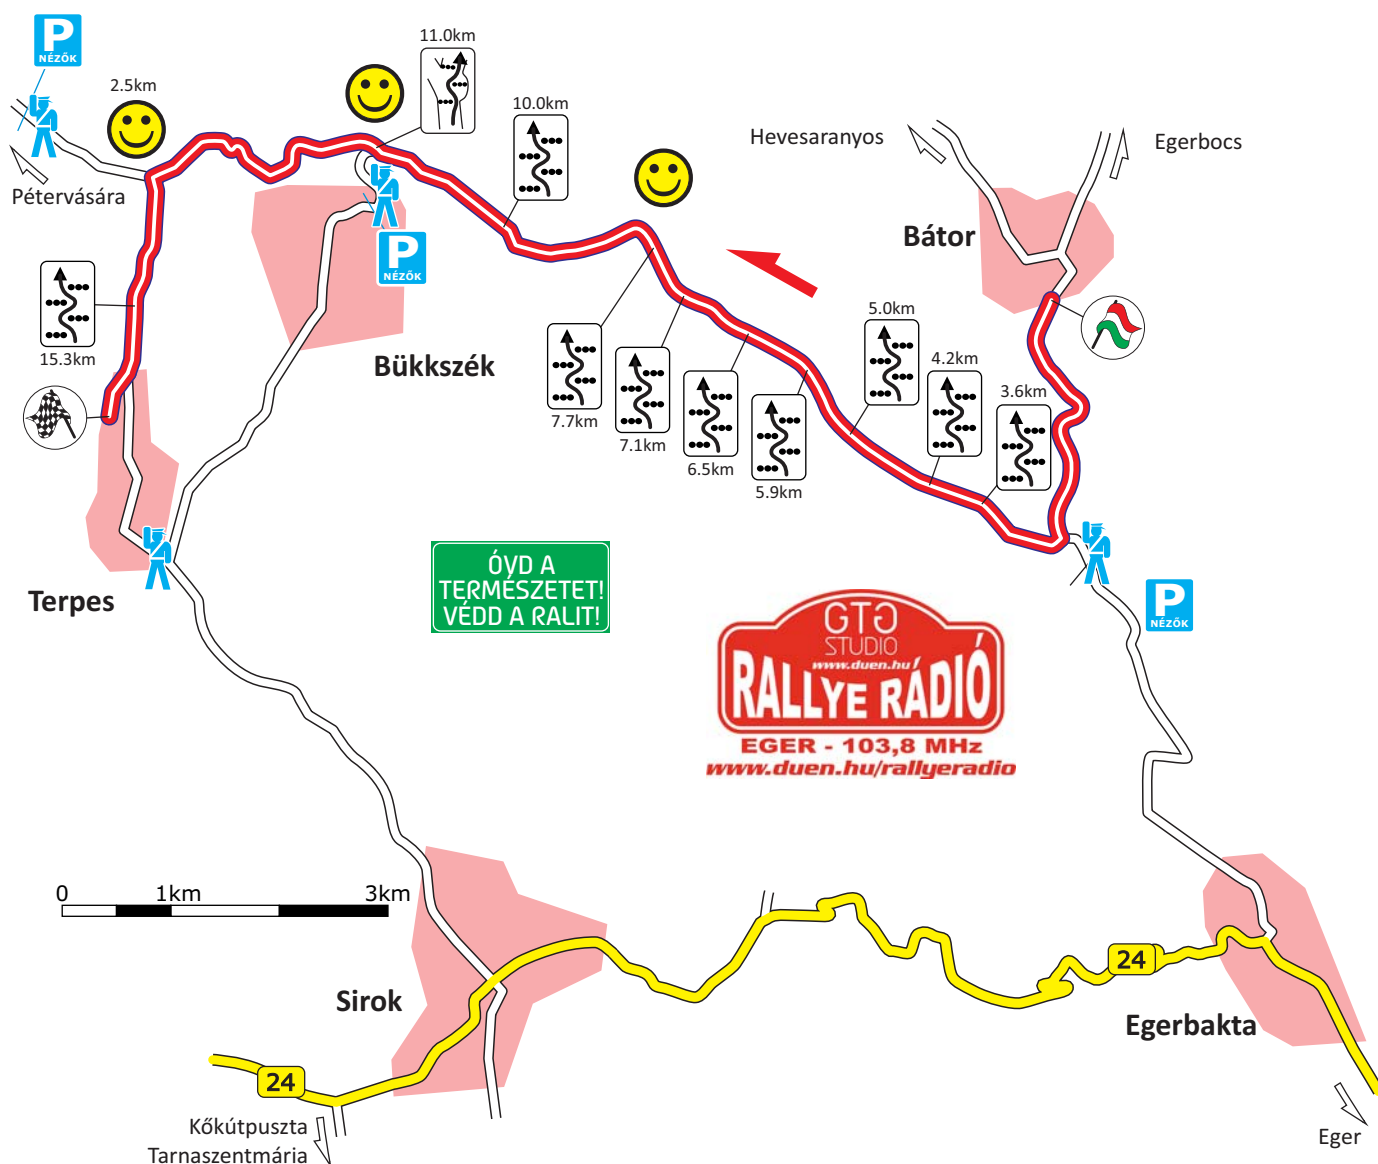 P
NÉZŐK
2.5km
11.0km
10.0km
Hevesaranyos
Egerbocs
Pétervására
Bátor
P
NÉZŐK
15.3km
Bükkszék
7.7km
7.1km
6.5km
5.9km
5.0km
4.2km
3.6km
Terpes
ÓVD A
TERMÉSZETET!
VÉDD A RALIT!
P
NÉZŐK
GTG
STUDIO
www.duen.hu
RALLYE RÁDIÓ
EGER - 103,8 MHz
www.duen.hu/rallyeradio
0 1km 3km
Sirok
24
Egerbakta
24
Kőkútpuszta
Tarnaszentmária
Eger